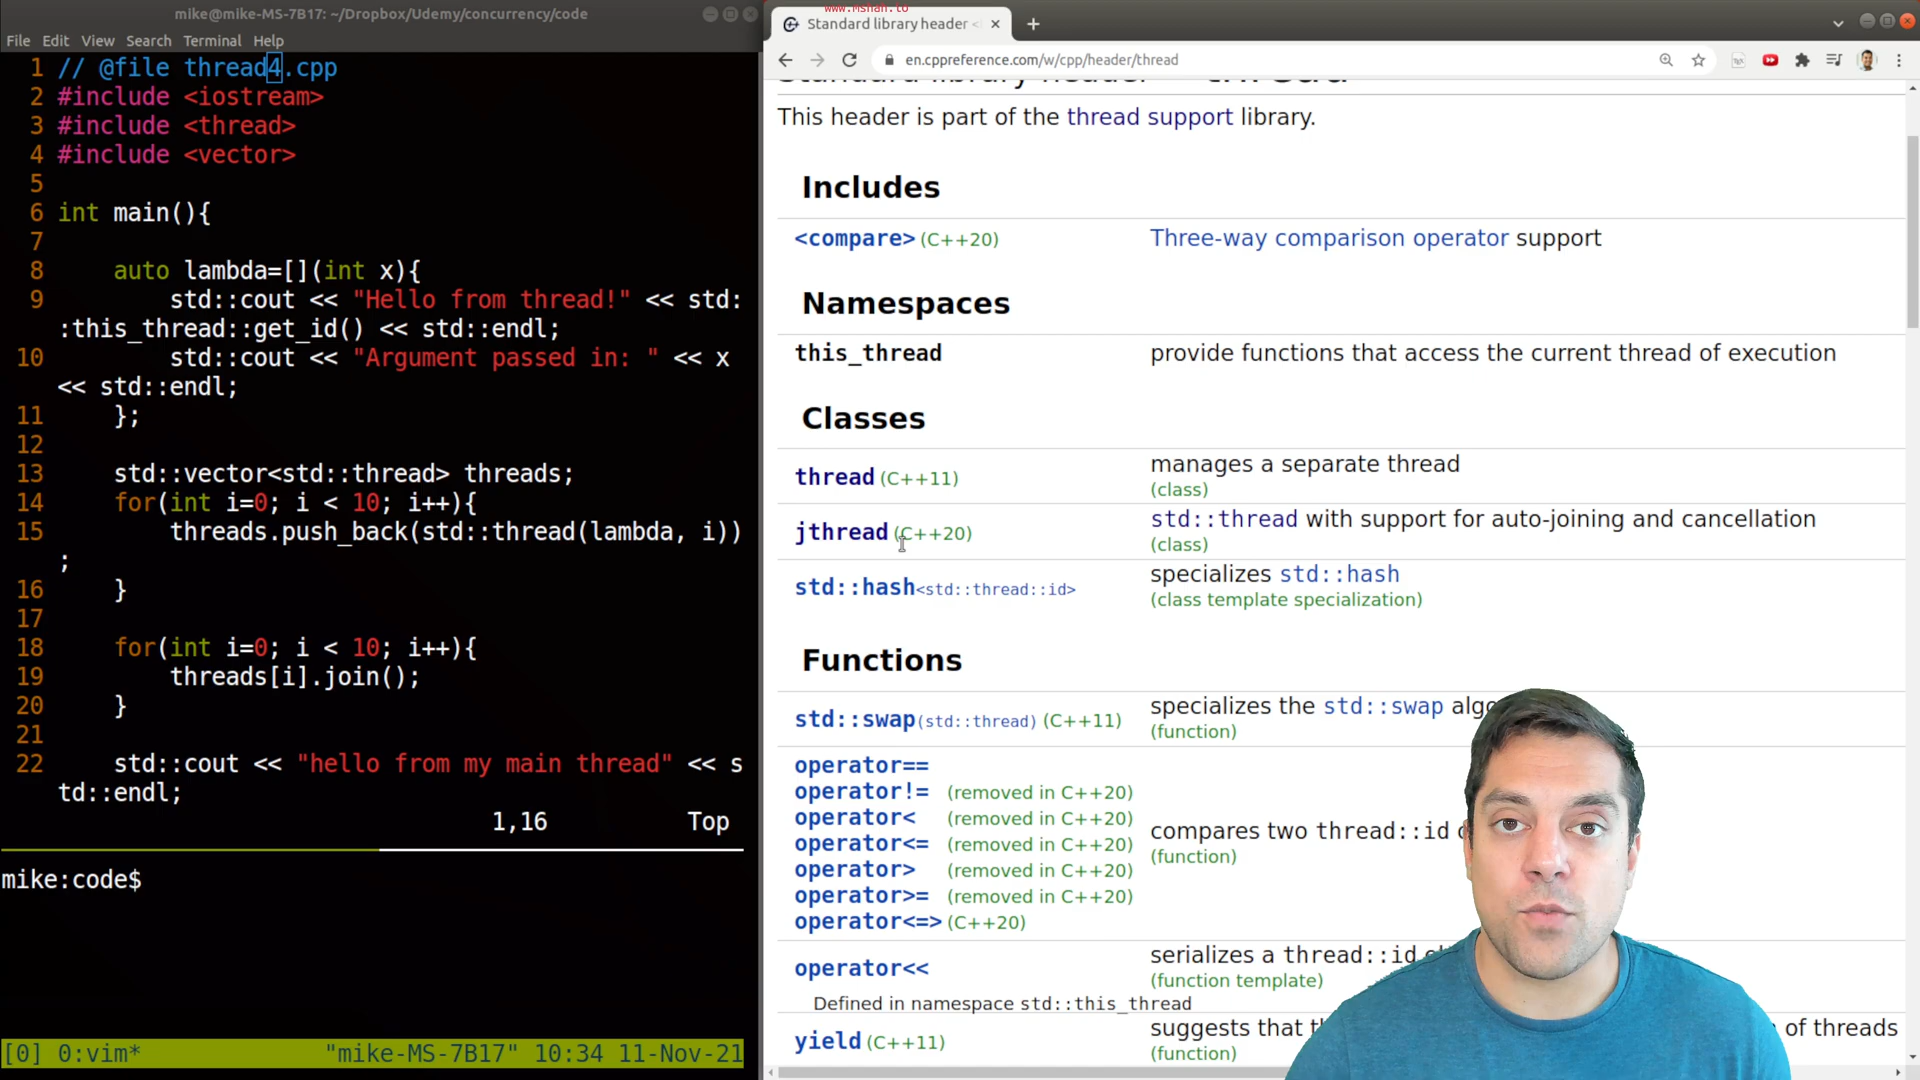 mike@mike-MS-7B17: ~/Dropbox/Udemy/concurrency/code
File Edit View Search Terminal Help
1 // @file thread4.cpp
2 #include <iostream>
3 #include <thread>
4 #include <vector>
5
6 int main(){
7
8 auto lambda=[](int x){
9 std::cout << "Hello from thread!" << std:
:this_thread::get_id() << std::endl;
10 std::cout << "Argument passed in: " << x
<< std::endl;
11 };
12
13 std::vector<std::thread> threads;
14 for(int i=0; i < 10; i++){
15 threads.push_back(std::thread(lambda, i))
;
16 }
17
18 for(int i=0; i < 10; i++){
19 threads[i].join();
20 }
21
22 std::cout << "hello from my main thread" << s
td::endl;
1,16 Top
mike:code$
[0] 0:vim* "mike-MS-7B17" 10:34 11-Nov-21
www.mshah.io
Standard library header <
en.cppreference.com/w/cpp/header/thread
This header is part of the thread support library.
Includes
<compare> (C++20) Three-way comparison operator support
Namespaces
this_thread provide functions that access the current thread of execution
Classes
thread (C++11) manages a separate thread
(class)
jthread (C++20) std::thread with support for auto-joining and cancellation
(class)
std::hash<std::thread::id> specializes std::hash
(class template specialization)
Functions
std::swap(std::thread) (C++11) specializes the std::swap algo
(function)
operator==
operator!= (removed in C++20)
operator< (removed in C++20)
operator<= (removed in C++20)
operator> (removed in C++20)
operator>= (removed in C++20)
operator<=> (C++20)
compares two thread::id
(function)
operator<< serializes a thread::id
(function template)
Defined in namespace std::this_thread
yield (C++11) suggests that of threads
(function)